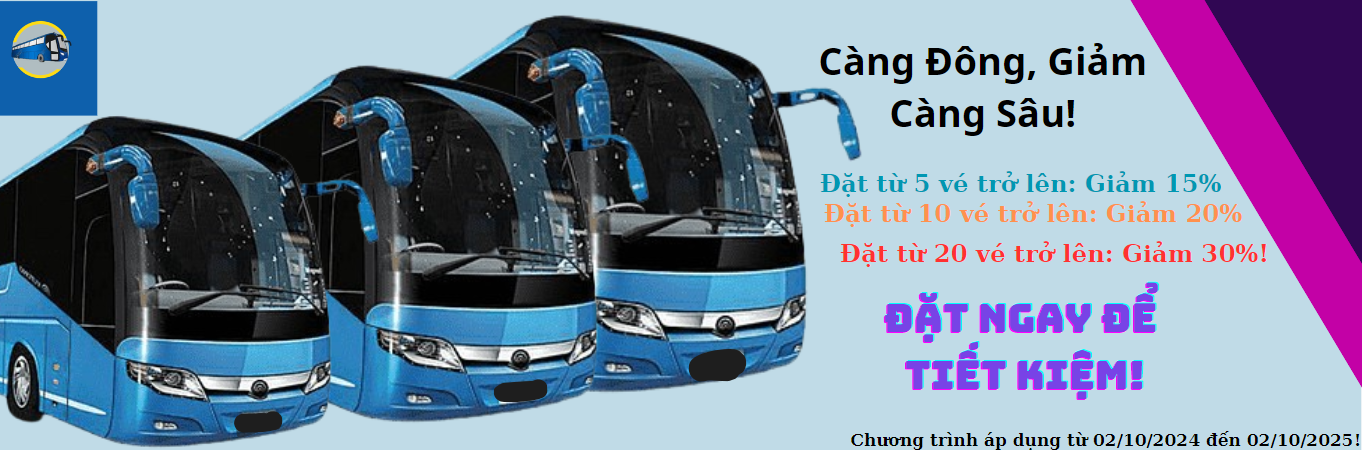 Càng Đông, Giảm
Càng Sâu!
Đặt từ 5 vé trở lên: Giảm 15%
Đặt từ 10 vé trở lên: Giảm 20%
Đặt từ 20 vé trở lên: Giảm 30%!
ĐẶT NGAY ĐỂ
TIẾT KIỆM!
Chương trình áp dụng từ 02/10/2024 đến 02/10/2025!